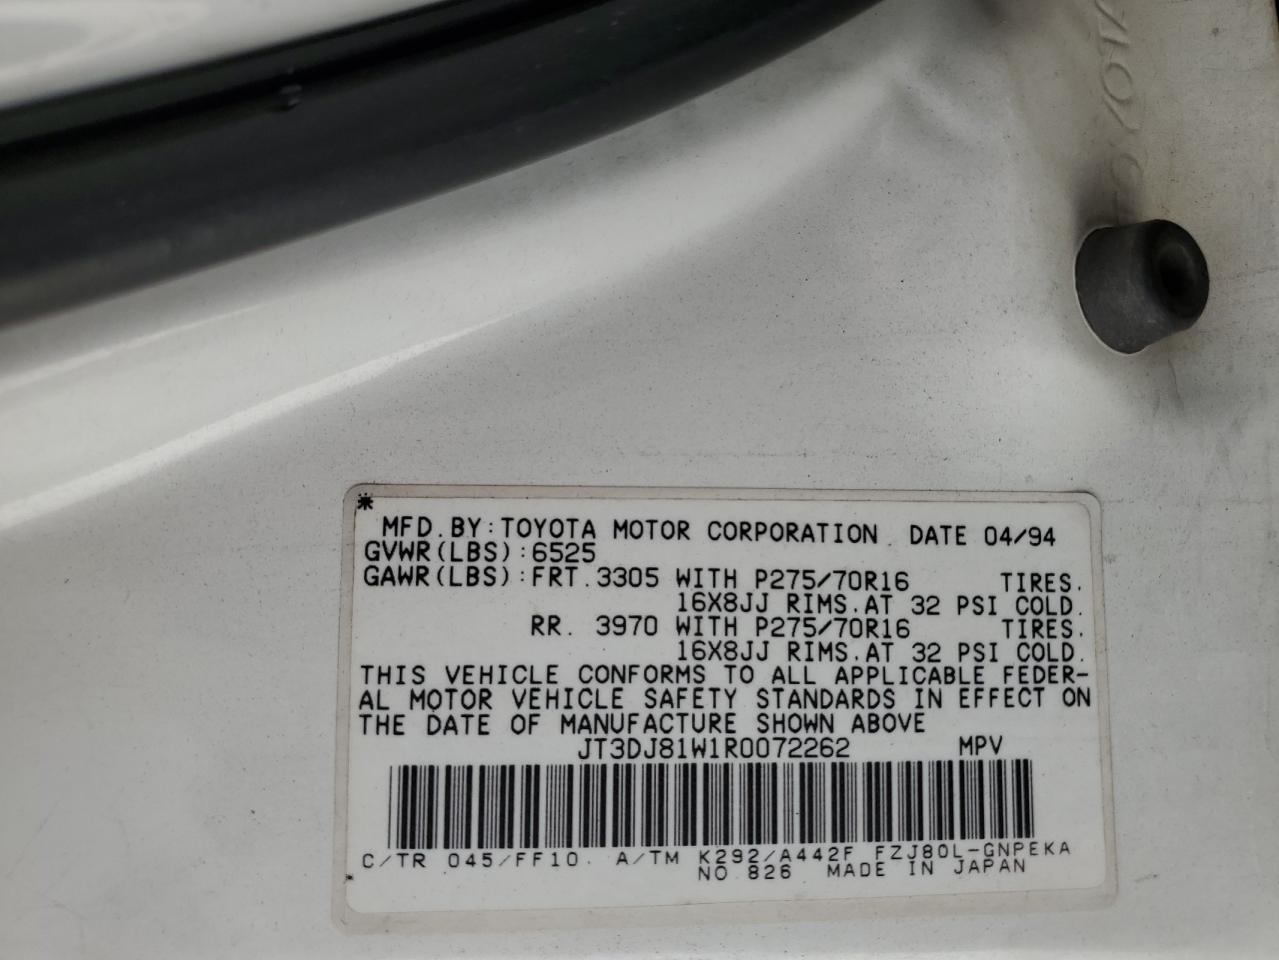 *
MFD. BY: TOYOTA MOTOR CORPORATION. DATE 04/94
GVWR(LBS): 6525
GAWR(LBS): FRT. 3305 WITH P275/70R16 TIRES.
16X8JJ RIMS. AT 32 PSI COLD.
RR. 3970 WITH P275/70R16 TIRES.
16X8JJ RIMS. AT 32 PSI COLD.
THIS VEHICLE CONFORMS TO ALL APPLICABLE FEDER-
AL MOTOR VEHICLE SAFETY STANDARDS IN EFFECT ON
THE DATE OF MANUFACTURE SHOWN ABOVE
JT3DJ81W1R0072262 MPV
C/TR 045/FF10. A/TM K292/A442F FZJ80L-GNPEKA
NO 826 MADE IN JAPAN
*